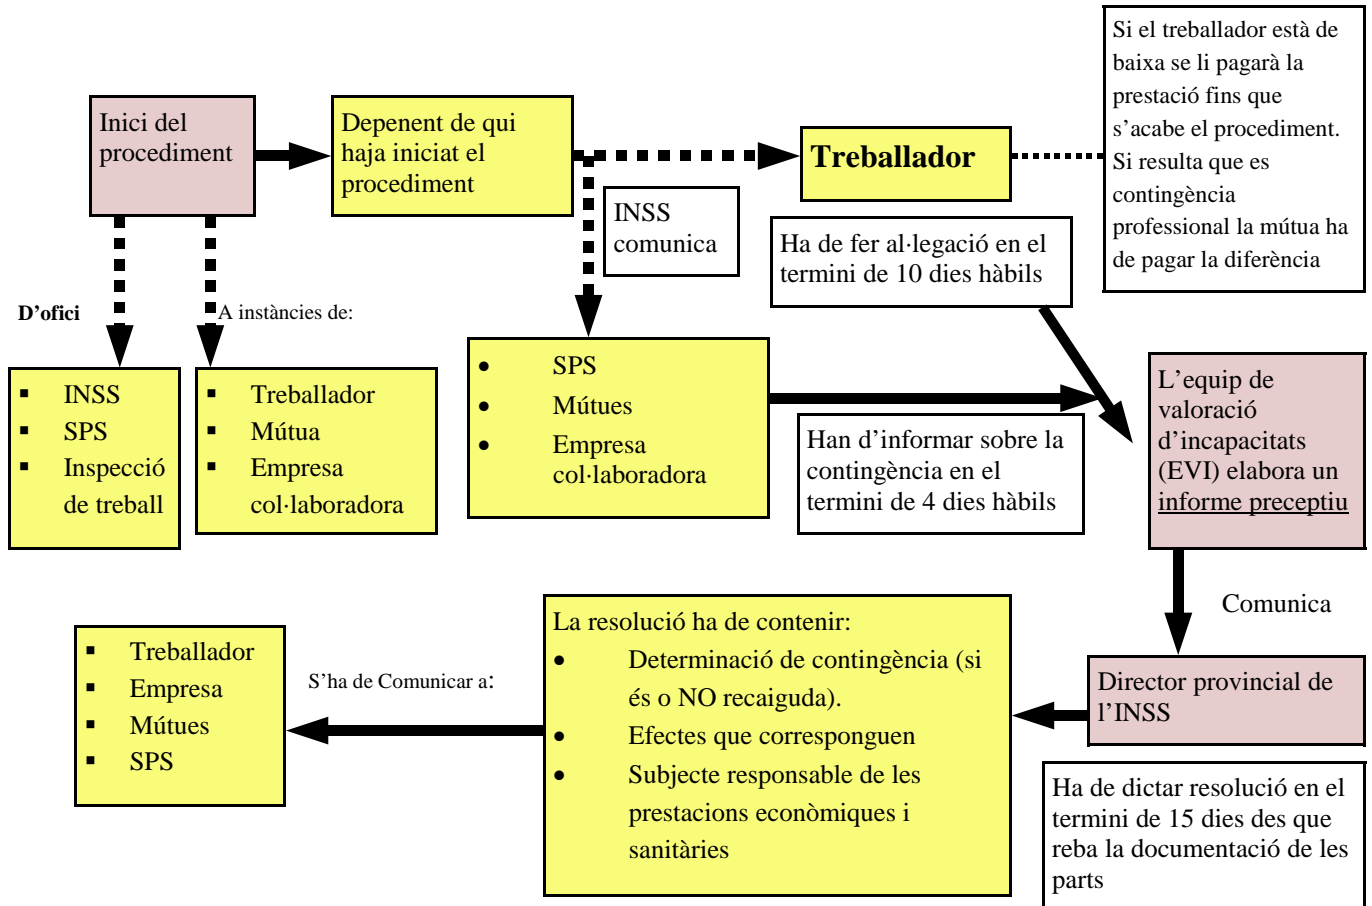 Inici del
procediment
Depenent de qui
haja iniciat el
procediment
Treballador
Si el treballador està de
baixa se li pagarà la
prestació fins que
s’acabe el procediment.
Si resulta que es
contingència
professional la mútua ha
de pagar la diferència
INSS
comunica
Ha de fer al·legació en el
termini de 10 dies hàbils
D’ofici
A instàncies de:
▪ INSS
▪ SPS
▪ Inspecció
de treball
▪ Treballador
▪ Mútua
▪ Empresa
col·laboradora
• SPS
• Mútues
• Empresa
col·laboradora
Han d’informar sobre la
contingència en el
termini de 4 dies hàbils
L’equip de
valoració
d’incapacitats
(EVI) elabora un
informe preceptiu
Comunica
Director provincial de
l’INSS
Ha de dictar resolució en el
termini de 15 dies des que
reba la documentació de les
parts
La resolució ha de contenir:
• Determinació de contingència (si
és o NO recaiguda).
• Efectes que corresponguen
• Subjecte responsable de les
prestacions econòmiques i
sanitàries
S’ha de Comunicar a:
▪ Treballador
▪ Empresa
▪ Mútues
▪ SPS